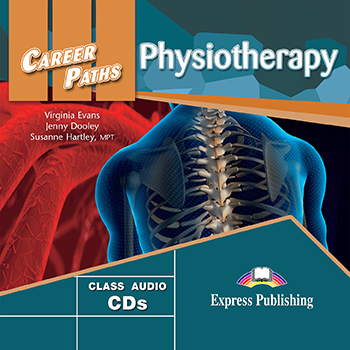 CAREER
PATHS
Physiotherapy
Virginia Evans
Jenny Dooley
Susanne Hartley, MPT
CLASS AUDIO
CDs
Express Publishing